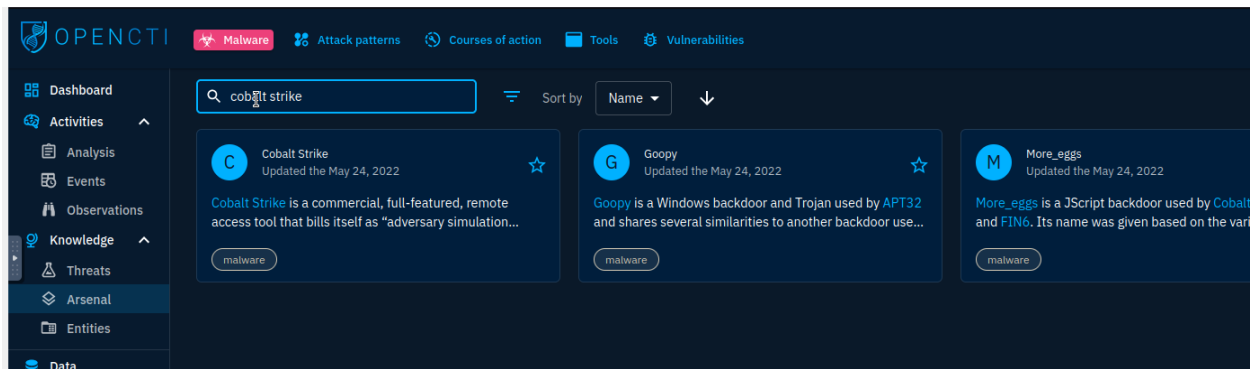 OPENCTI
Malware
Attack patterns
Courses of action
Tools
Vulnerabilities
Dashboard
Activities
Analysis
Events
Observations
Knowledge
Threats
Arsenal
Entities
Data
cobalt strike
Sort by
Name
C
Cobalt Strike
Updated the May 24, 2022
Cobalt Strike is a commercial, full-featured, remote
access tool that bills itself as “adversary simulation...
malware
G
Goopy
Updated the May 24, 2022
Goopy is a Windows backdoor and Trojan used by APT32
and shares several similarities to another backdoor use...
malware
M
More_eggs
Updated the May 24, 2022
More_eggs is a JScript backdoor used by Cobalt
and FIN6. Its name was given based on the vari
malware